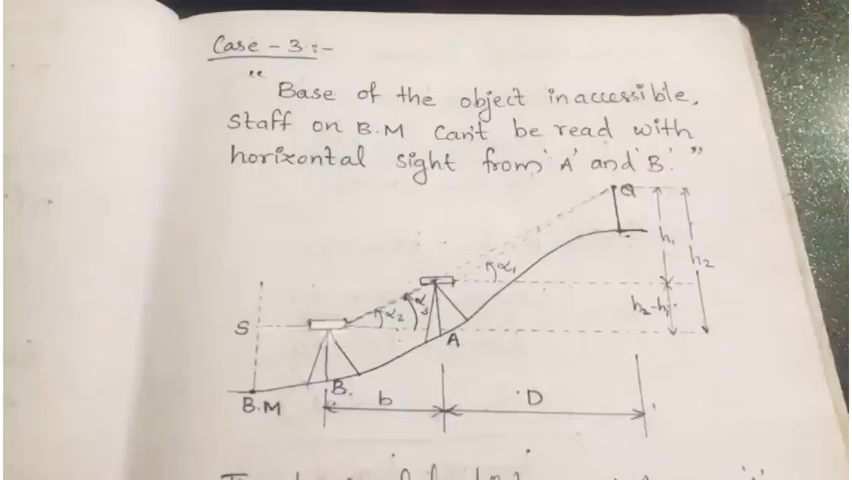 Case - 3 :-
" Base of the object inaccessible,
staff on B.M can't be read with
horizontal sight from 'A' and 'B'. "
Q
h₁
h₂
α₁
S
α₂
α₃
h₂-h₁
A
B.
B.M
b
D